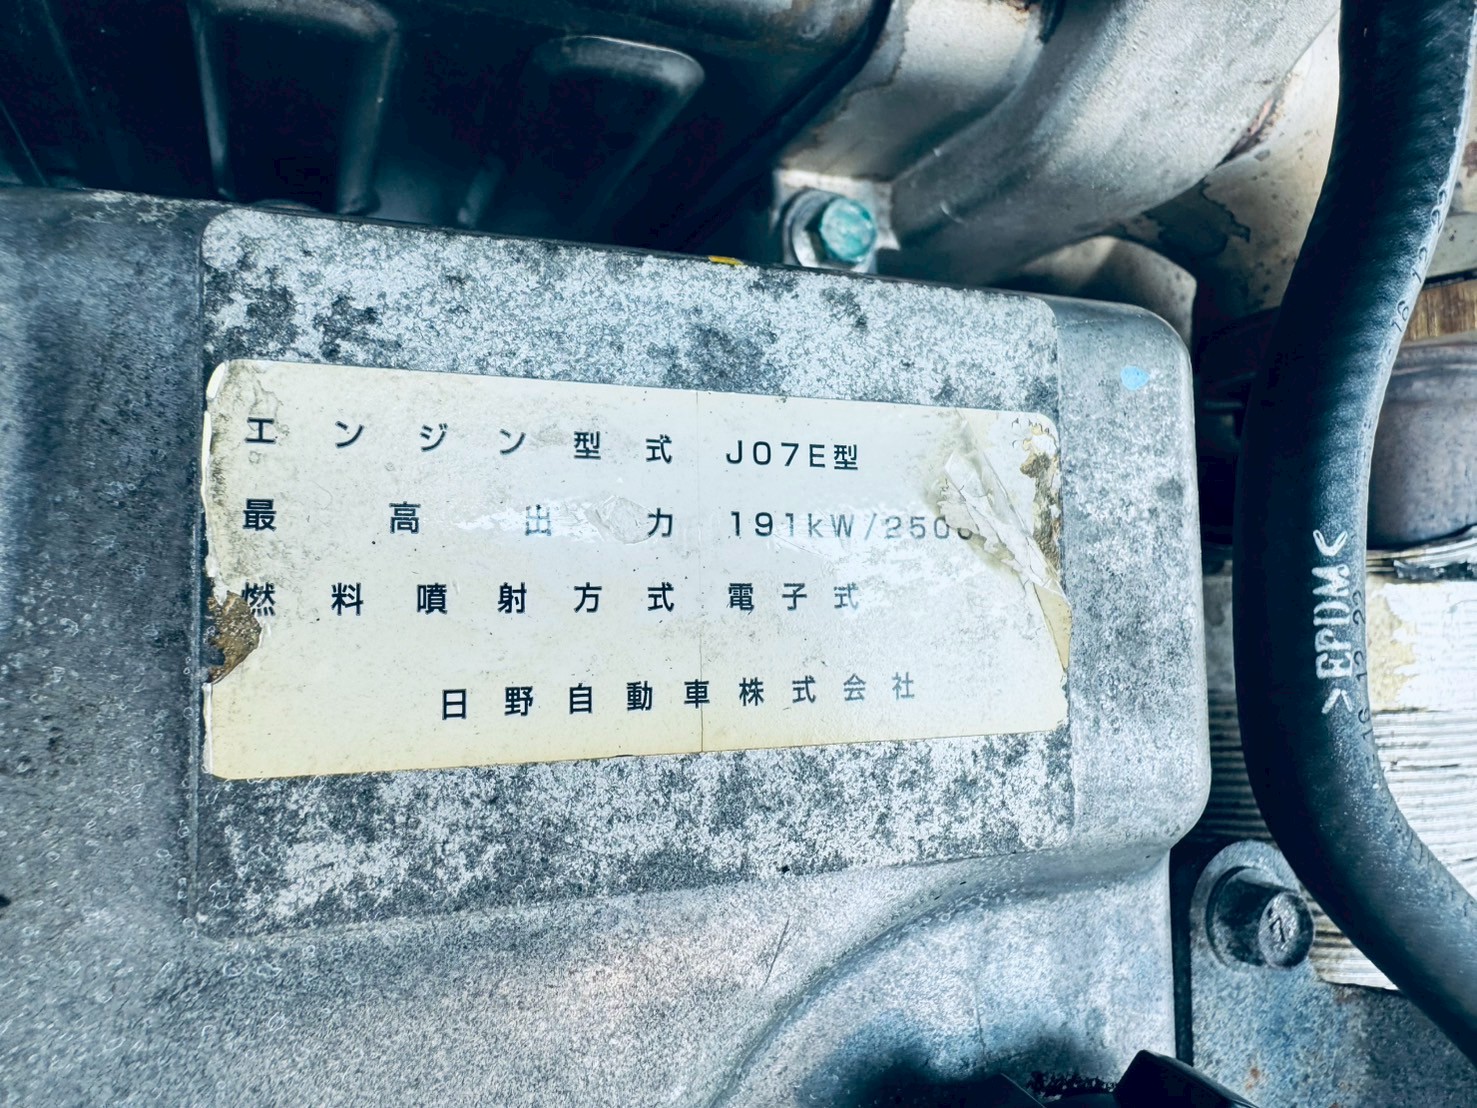 エンジン型式 J07E型
最高出力 191kW/2500
燃料噴射方式 電子式
日野自動車株式会社
>EPDM<